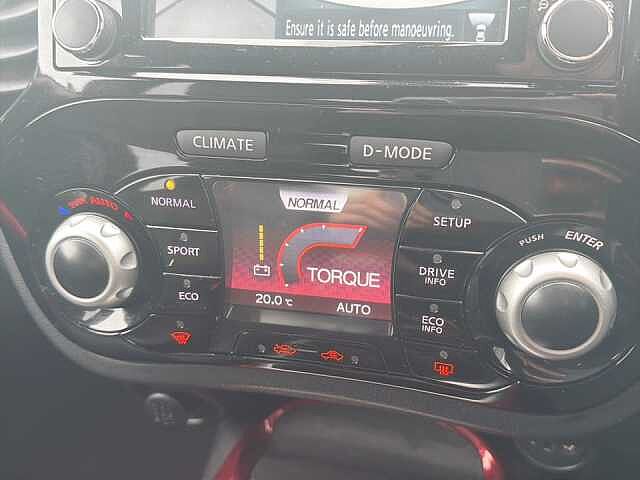 Ensure it is safe before manoeuvring.
CLIMATE
D-MODE
NORMAL
SPORT
ECO
AUTO
NORMAL
TORQUE
20.0°C
AUTO
SETUP
DRIVE
INFO
ECO
INFO
PUSH
ENTER